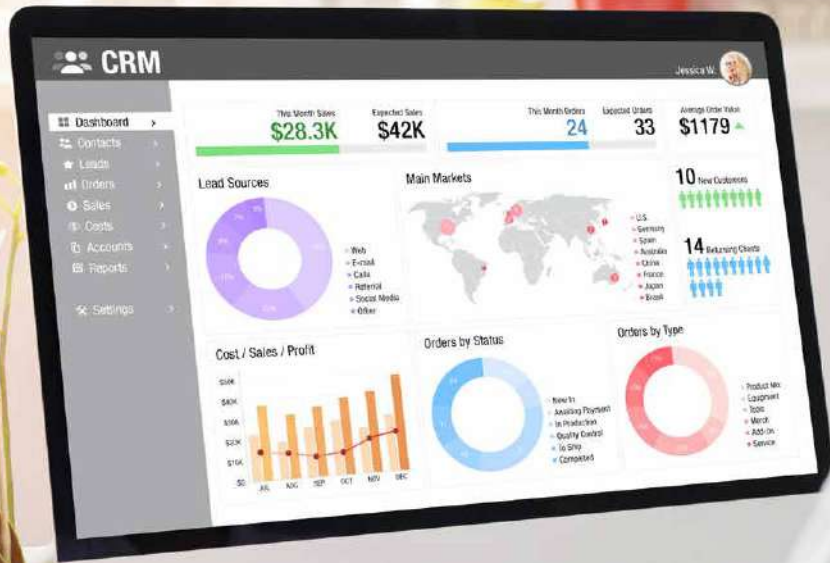 CRM
Jessica W.
Dashboard
Contacts
Leads
Orders
Sales
Costs
Accounts
Reports
Settings
This Month Sales
$28.3K
Expected Sales
$42K
This Month Orders
24
Expected Orders
33
Average Order Value
$1179
Lead Sources
Web
E-mail
Calls
Referral
Social Media
Other
Main Markets
U.S.
Germany
Spain
Australia
China
France
Japan
Brasil
10 New Customers
14 Returning Clients
Cost / Sales / Profit
$50K
$40K
$30K
$20K
$10K
$0
JUL
AUG
SEP
OCT
NOV
DEC
Orders by Status
New In
Awaiting Payment
In Production
Quality Control
To Ship
Completed
Orders by Type
Product Mix
Equipment
Tools
Merch
Add-On
Service